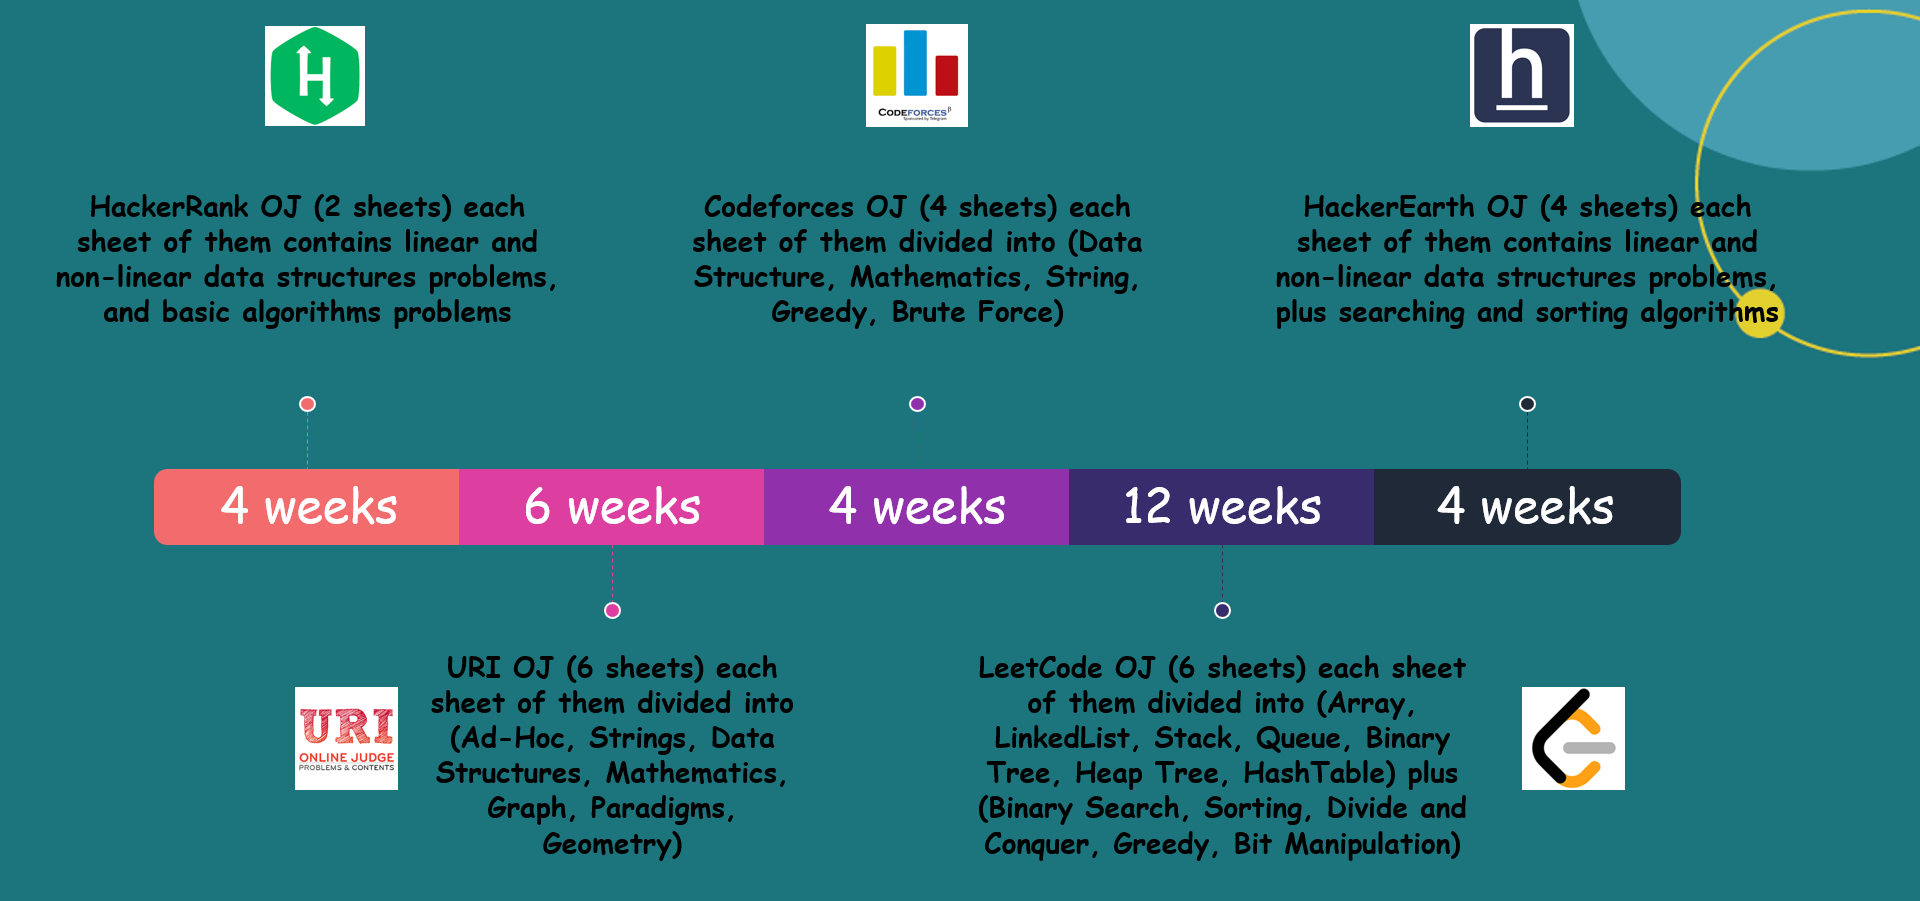 H
CODEFORCES β
Sponsored by Telegram
h
HackerRank OJ (2 sheets) each
sheet of them contains linear and
non-linear data structures problems,
and basic algorithms problems
Codeforces OJ (4 sheets) each
sheet of them divided into (Data
Structure, Mathematics, String,
Greedy, Brute Force)
HackerEarth OJ (4 sheets) each
sheet of them contains linear and
non-linear data structures problems,
plus searching and sorting algorithms
4 weeks
6 weeks
4 weeks
12 weeks
4 weeks
URI
ONLINE JUDGE
PROBLEMS & CONTENTS
URI OJ (6 sheets) each
sheet of them divided into
(Ad-Hoc, Strings, Data
Structures, Mathematics,
Graph, Paradigms,
Geometry)
LeetCode OJ (6 sheets) each sheet
of them divided into (Array,
LinkedList, Stack, Queue, Binary
Tree, Heap Tree, HashTable) plus
(Binary Search, Sorting, Divide and
Conquer, Greedy, Bit Manipulation)